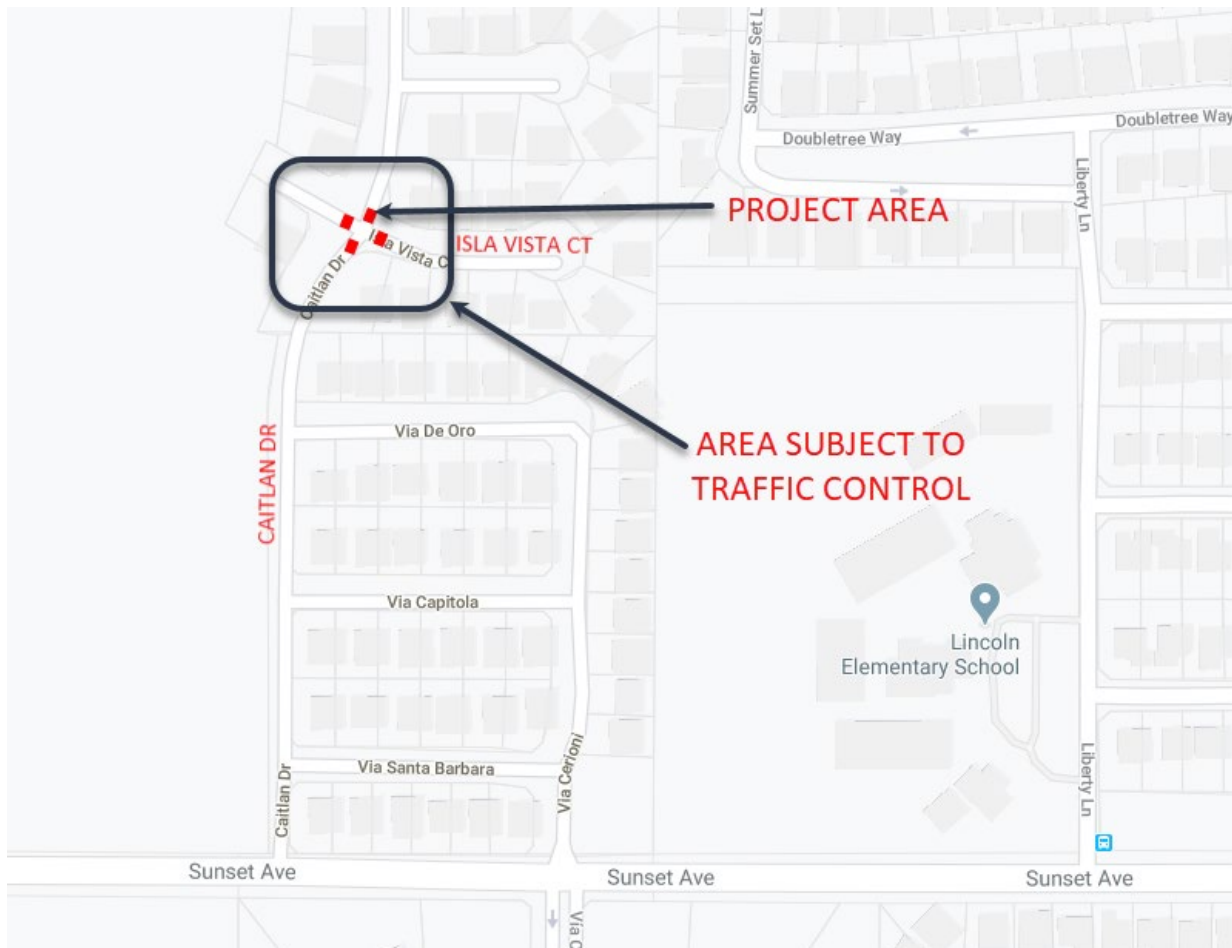 Summer Set L
Doubletree Way
Doubletree Way
Liberty Ln
PROJECT AREA
Isla Vista C
ISLA VISTA CT
Caitlan Dr
AREA SUBJECT TO
TRAFFIC CONTROL
Via De Oro
CAITLAN DR
Via Capitola
Lincoln
Elementary School
Via Santa Barbara
Via Cerioni
Caitlan Dr
Liberty Ln
Sunset Ave
Sunset Ave
Sunset Ave
Via C